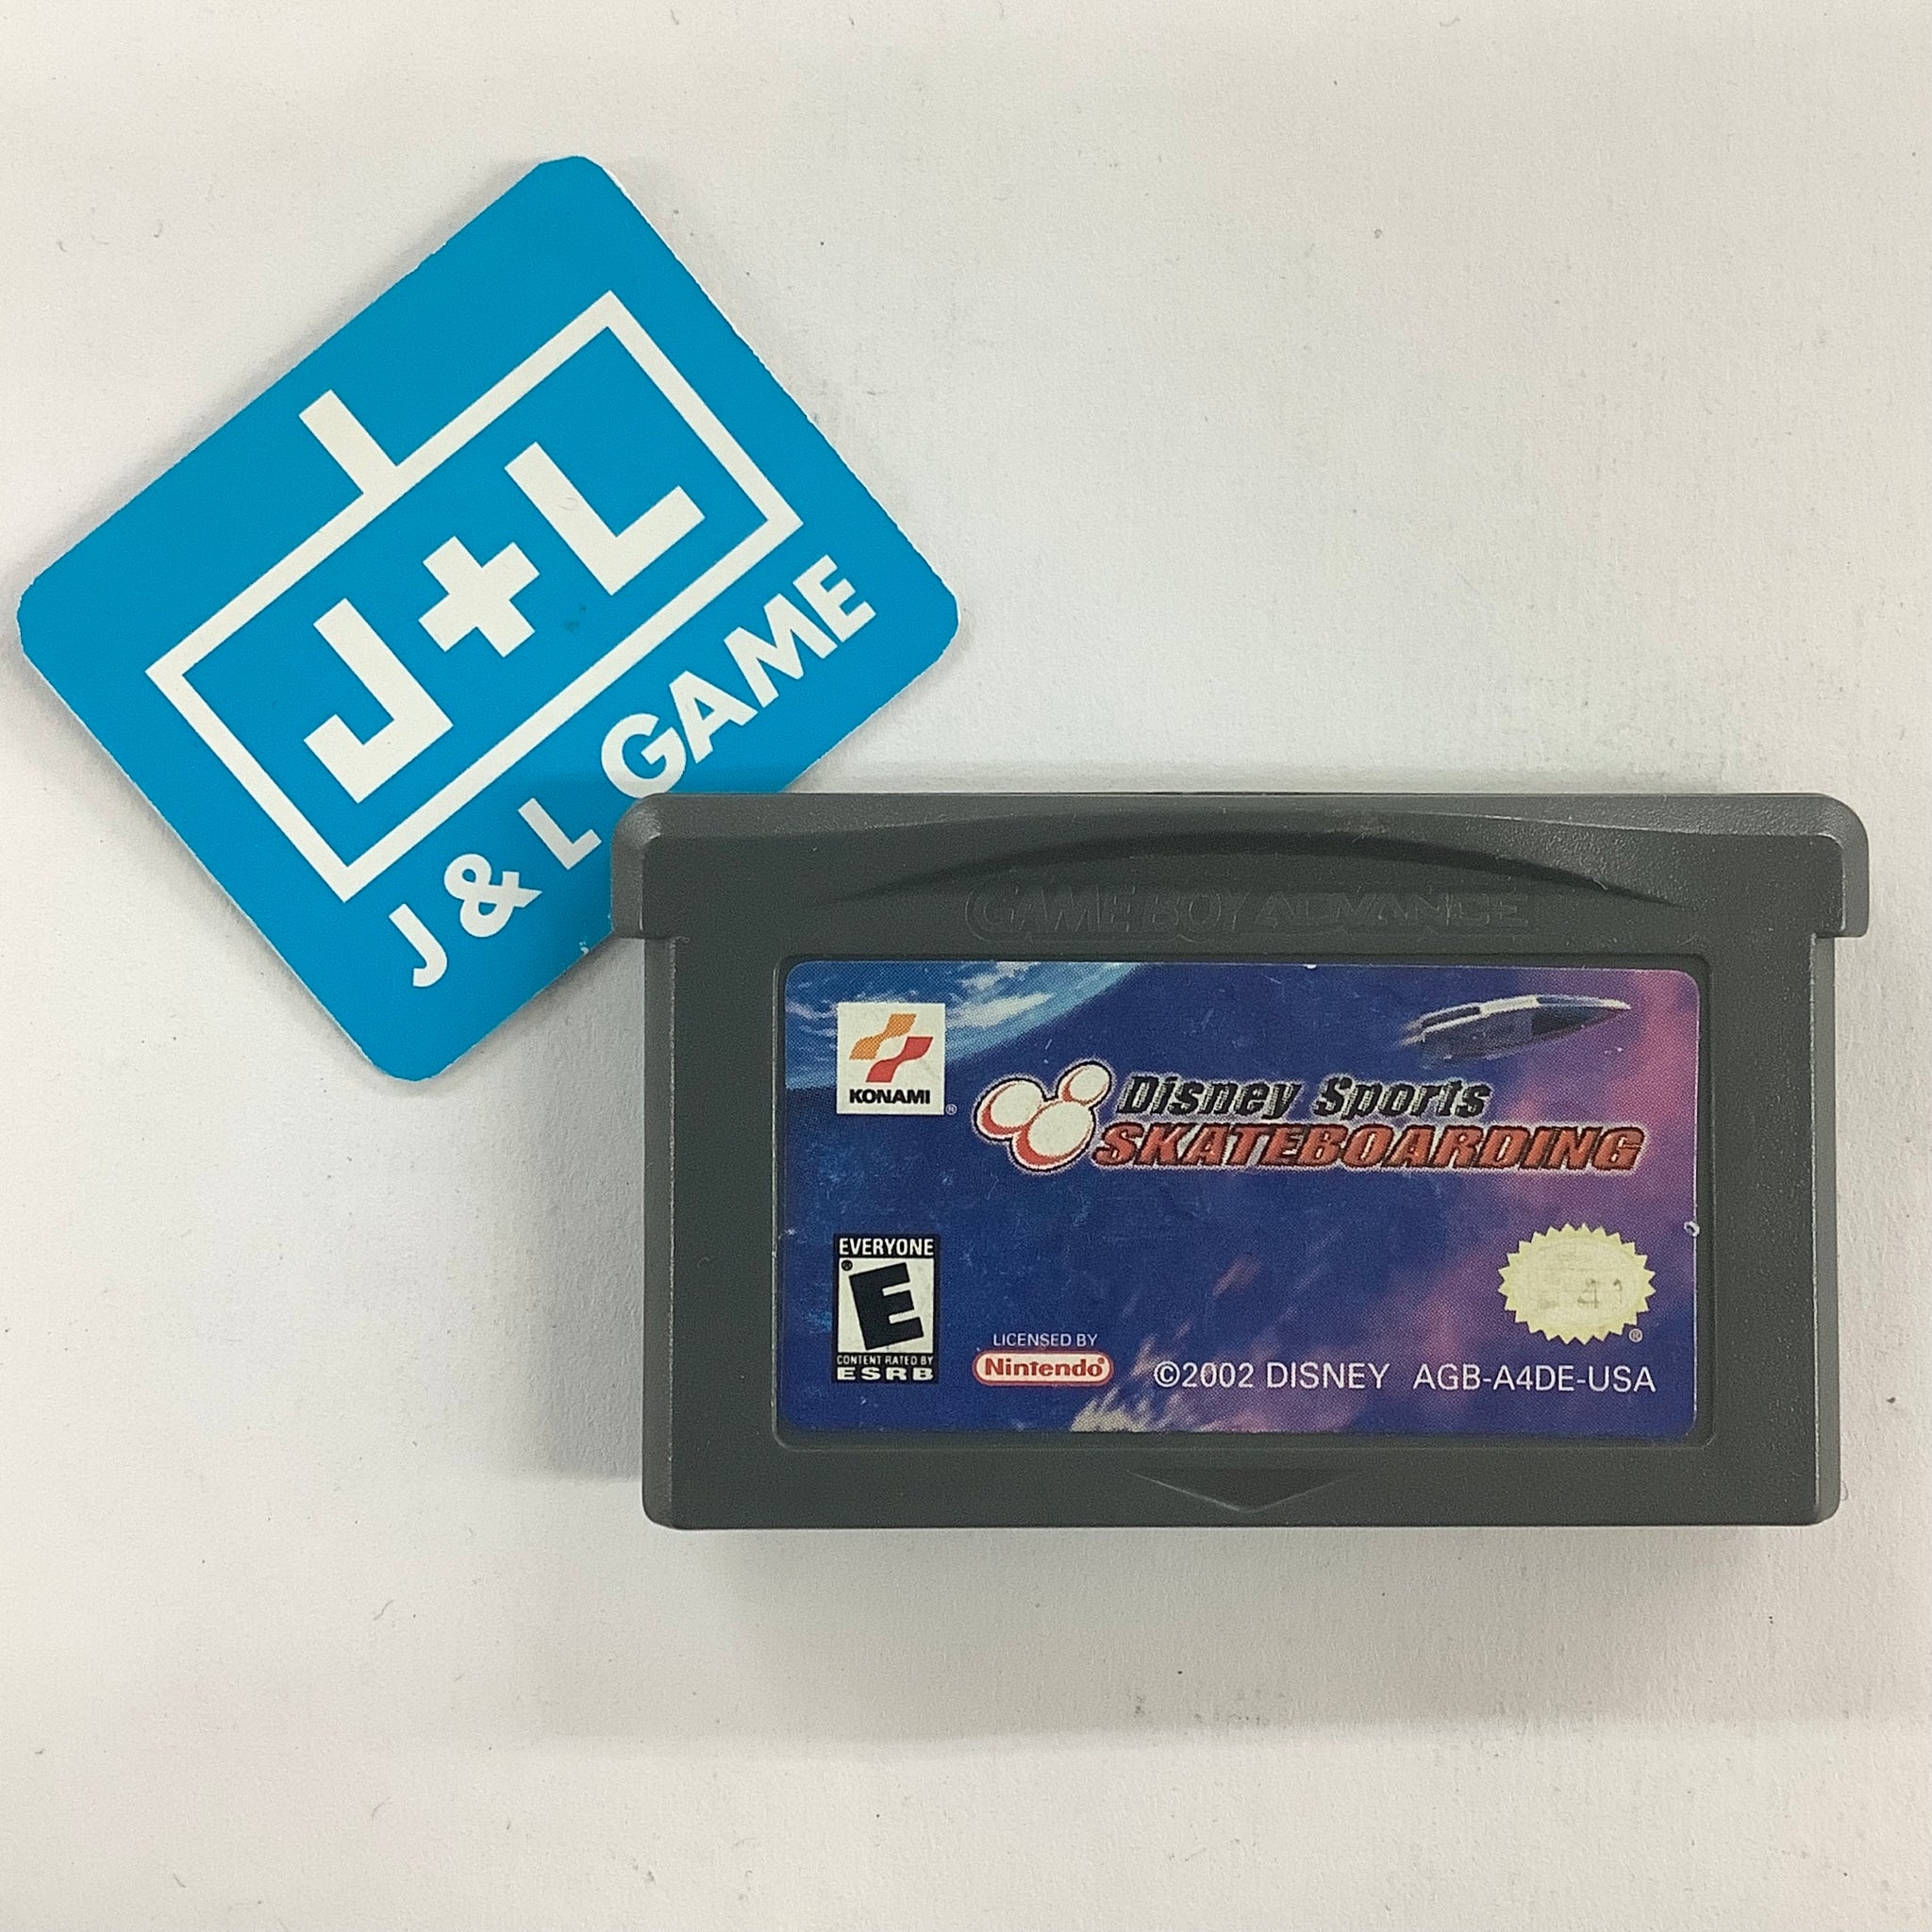 J+L
J & L GAME
GAME BOY ADVANCE
KONAMI
®
Disney Sports
SKATEBOARDING
EVERYONE
®
E
CONTENT RATED BY
ESRB
LICENSED BY
Nintendo®
®
©2002 DISNEY AGB-A4DE-USA